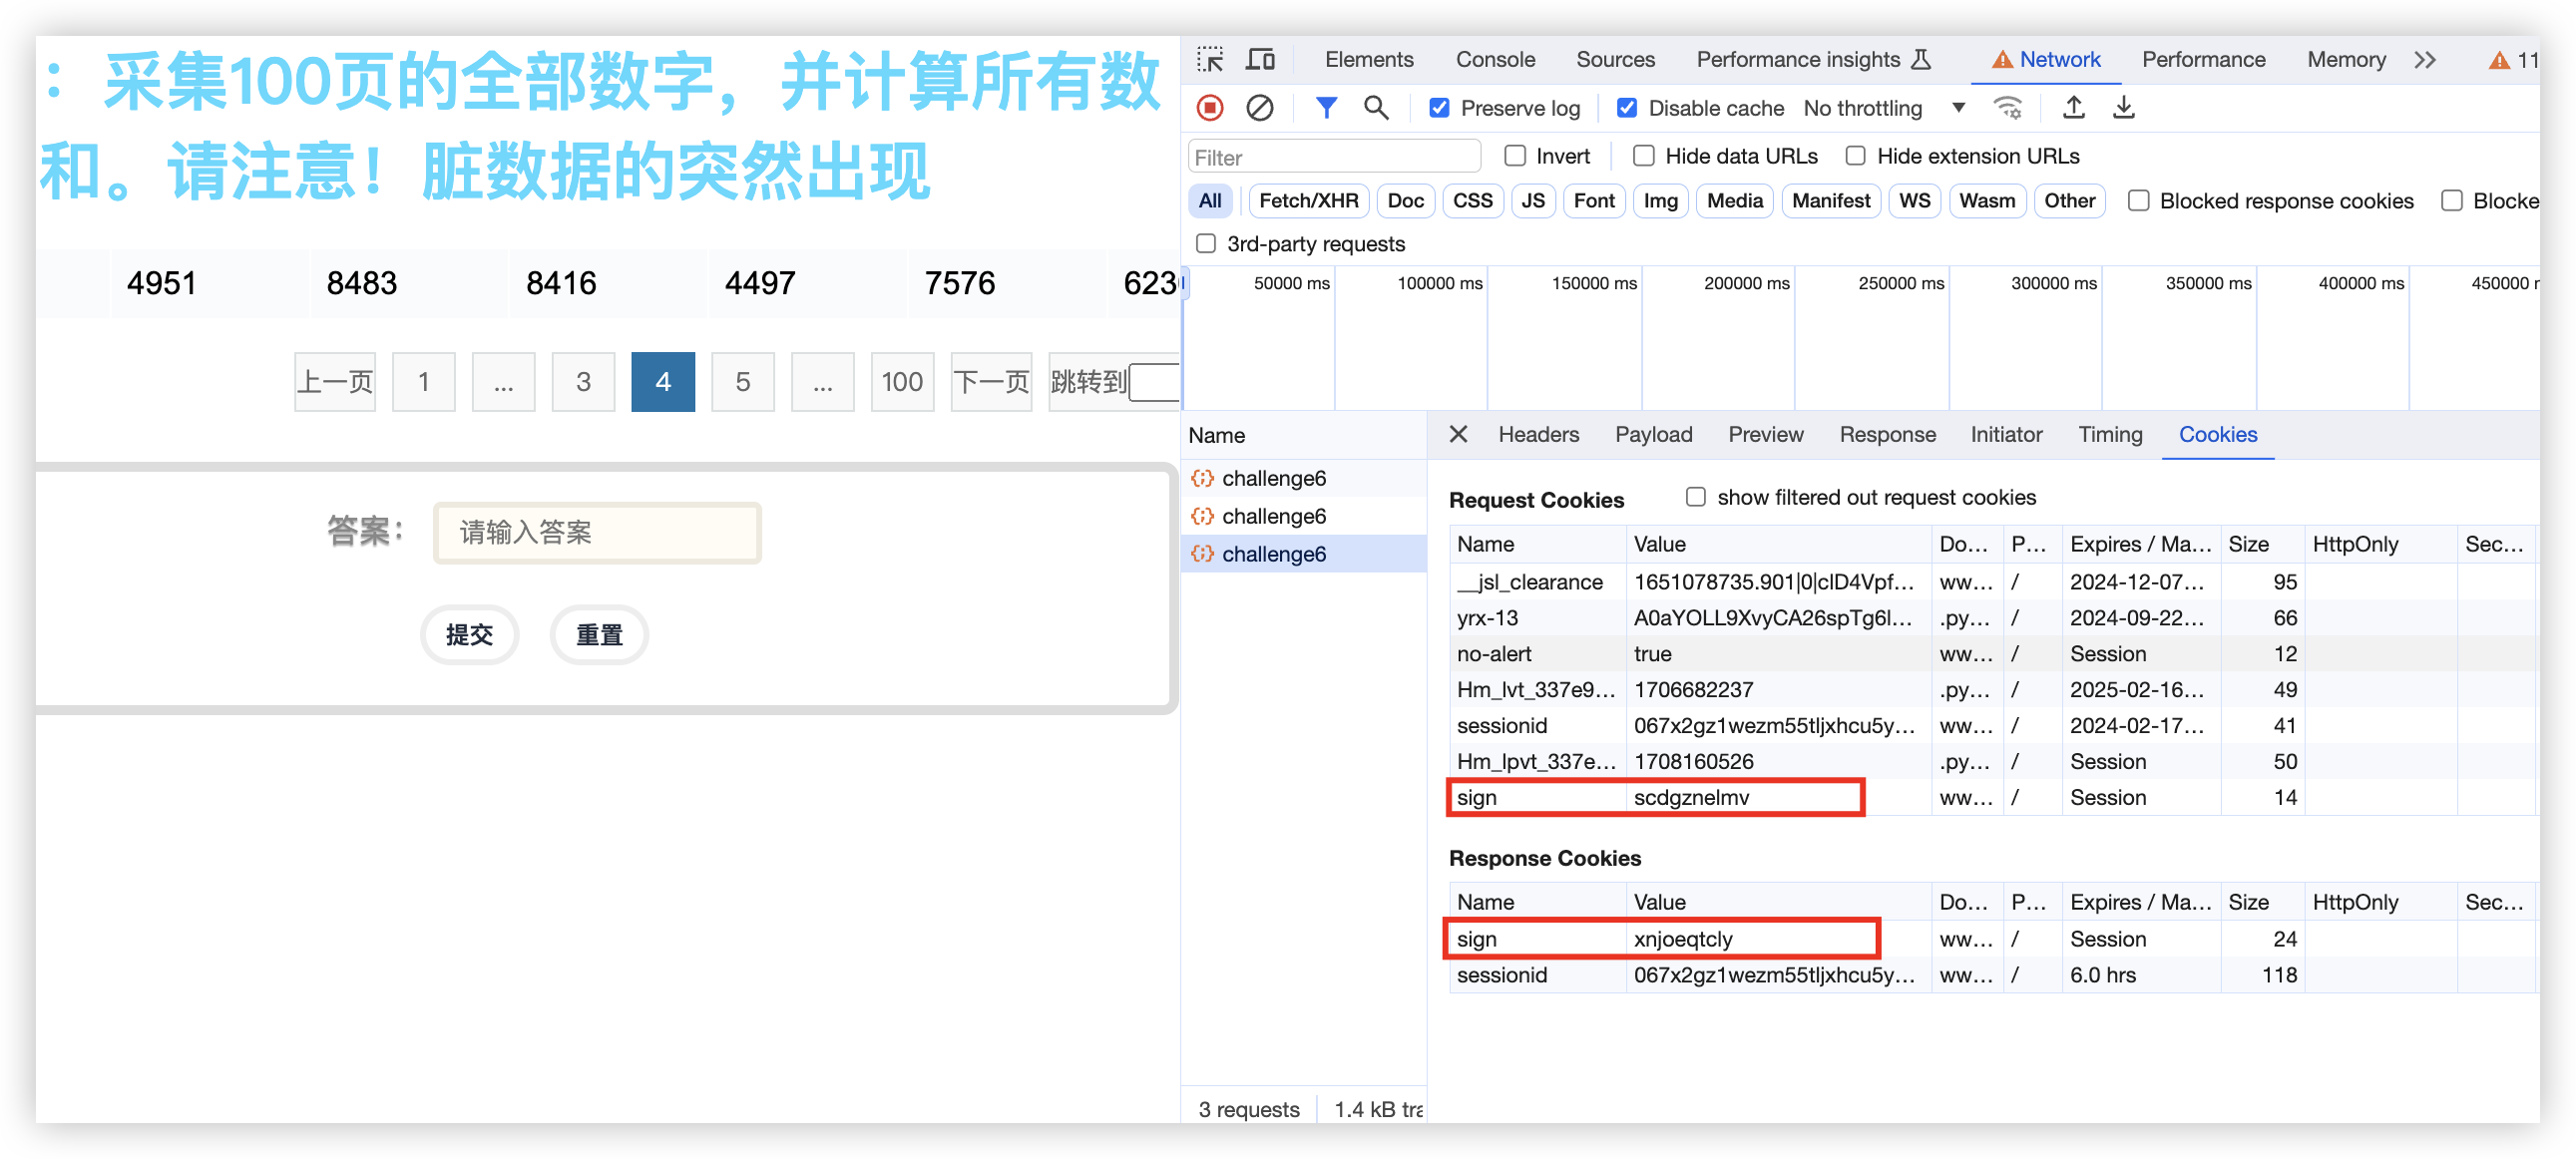 ：采集100页的全部数字，并计算所有数
和。请注意！脏数据的突然出现
4951 8483 8416 4497 7576 623
上一页 1 ... 3 4 5 ... 100 下一页 跳转到
答案：
请输入答案
提交 重置
Elements Console Sources Performance insights Network Performance Memory 11
Preserve log Disable cache No throttling
Filter Invert Hide data URLs Hide extension URLs
All Fetch/XHR Doc CSS JS Font Img Media Manifest WS Wasm Other Blocked response cookies Blocke
3rd-party requests
50000 ms 100000 ms 150000 ms 200000 ms 250000 ms 300000 ms 350000 ms 400000 ms 450000
Name
challenge6
challenge6
challenge6
3 requests 1.4 kB tra
Headers Payload Preview Response Initiator Timing Cookies
Request Cookies show filtered out request cookies
Name Value Do... P... Expires / Ma... Size HttpOnly Sec...
__jsl_clearance 1651078735.901|0|clD4Vpf... ww... / 2024-12-07... 95
yrx-13 A0aYOLL9XvyCA26spTg6l... .py... / 2024-09-22... 66
no-alert true ww... / Session 12
Hm_lvt_337e9... 1706682237 .py... / 2025-02-16... 49
sessionid 067x2gz1wezm55tljxhcu5y... ww... / 2024-02-17... 41
Hm_lpvt_337e... 1708160526 .py... / Session 50
sign scdgznelmv ww... / Session 14
Response Cookies
Name Value Do... P... Expires / Ma... Size HttpOnly Sec...
sign xnjoeqtcly ww... / Session 24
sessionid 067x2gz1wezm55tljxhcu5y... ww... / 6.0 hrs 118